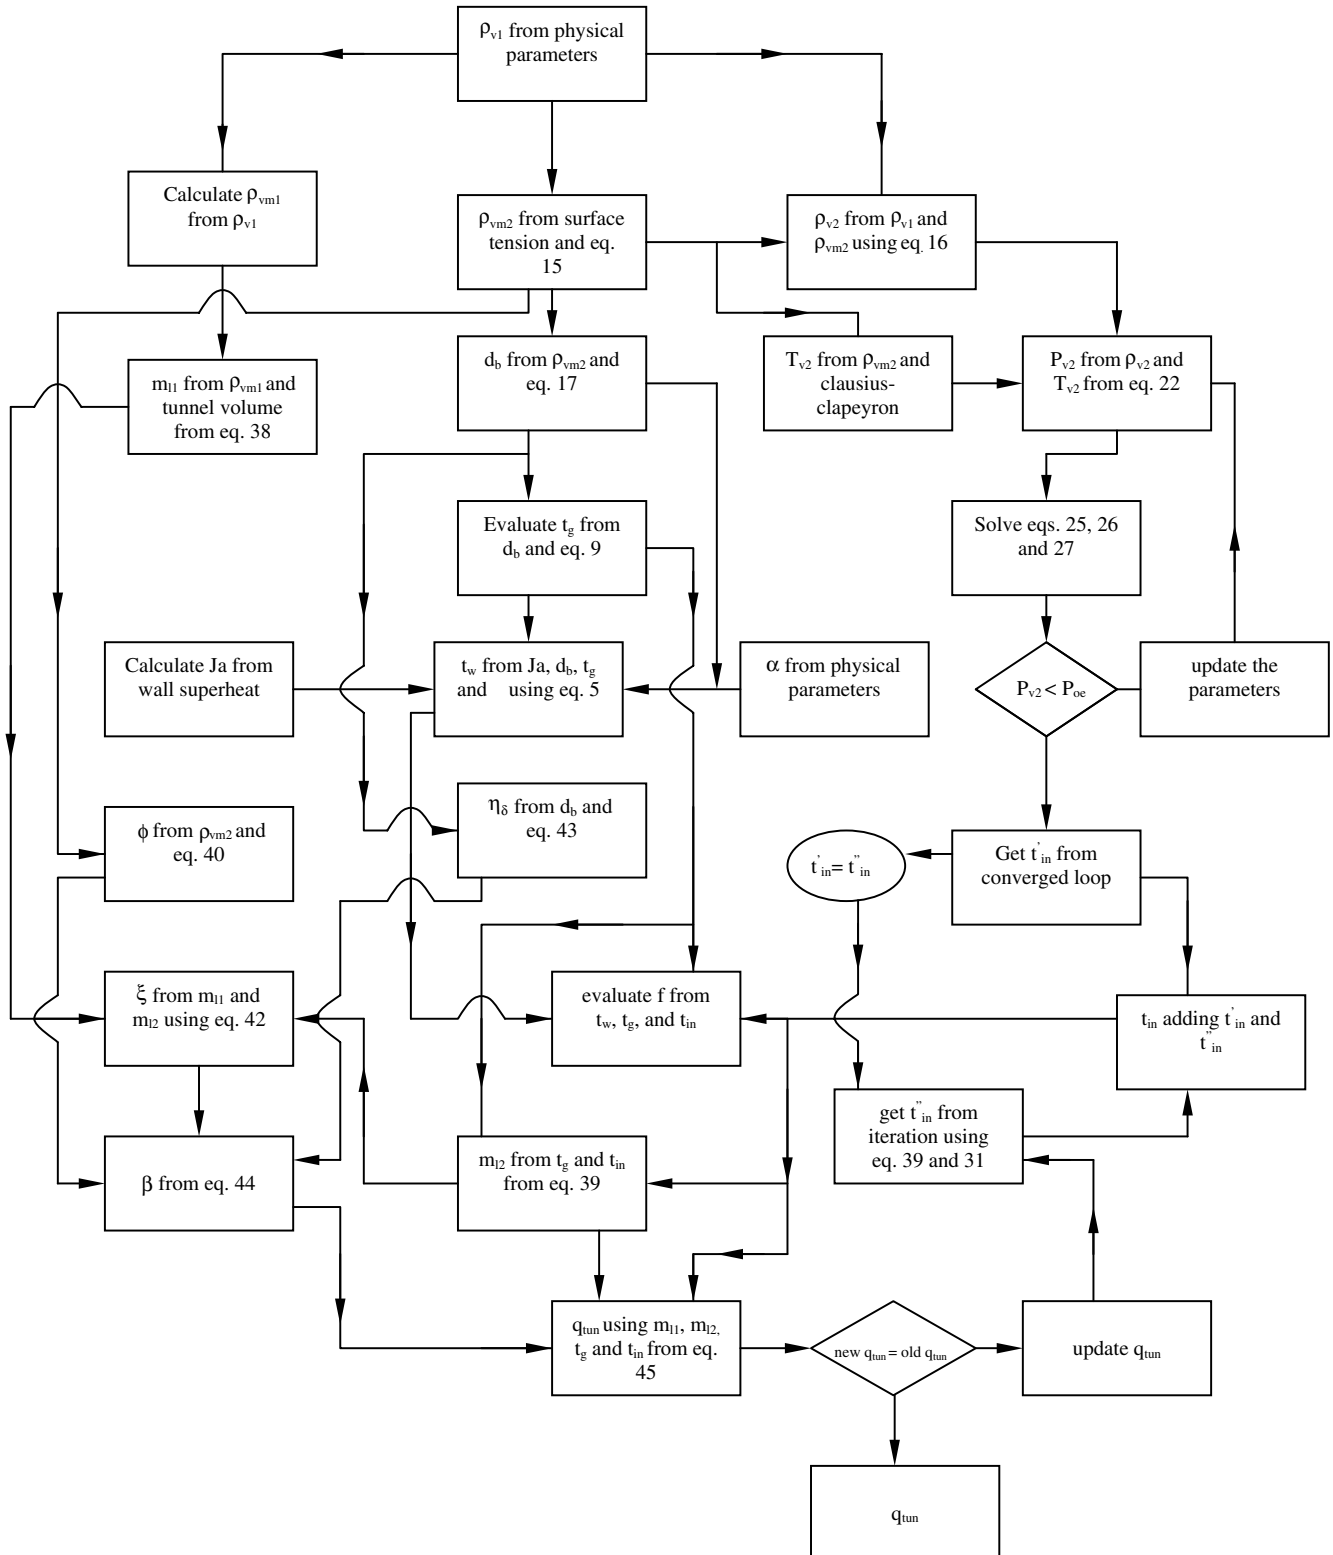 ρv1 from physical
parameters
Calculate ρvm1
from ρv1
ρvm2 from surface
tension and eq.
15
ρv2 from ρv1 and
ρvm2 using eq. 16
ml1 from ρvm1 and
tunnel volume
from eq. 38
db from ρvm2 and
eq. 17
Tv2 from ρvm2 and
clausius-
clapeyron
Pv2 from ρv2 and
Tv2 from eq. 22
Evaluate tg from
db and eq. 9
Solve eqs. 25, 26
and 27
Calculate Ja from
wall superheat
tw from Ja, db, tg
and using eq. 5
α from physical
parameters
Pv2 < Poe
update the
parameters
ϕ from ρvm2 and
eq. 40
ηδ from db and
eq. 43
t'in= t''in
Get t'in from
converged loop
ξ from ml1 and
ml2 using eq. 42
evaluate f from
tw, tg, and tin
tin adding t'in and
t''in
get t''in from
iteration using
eq. 39 and 31
β from eq. 44
ml2 from tg and tin
from eq. 39
qtun using ml1, ml2,
tg and tin from eq.
45
new qtun = old qtun
update qtun
qtun